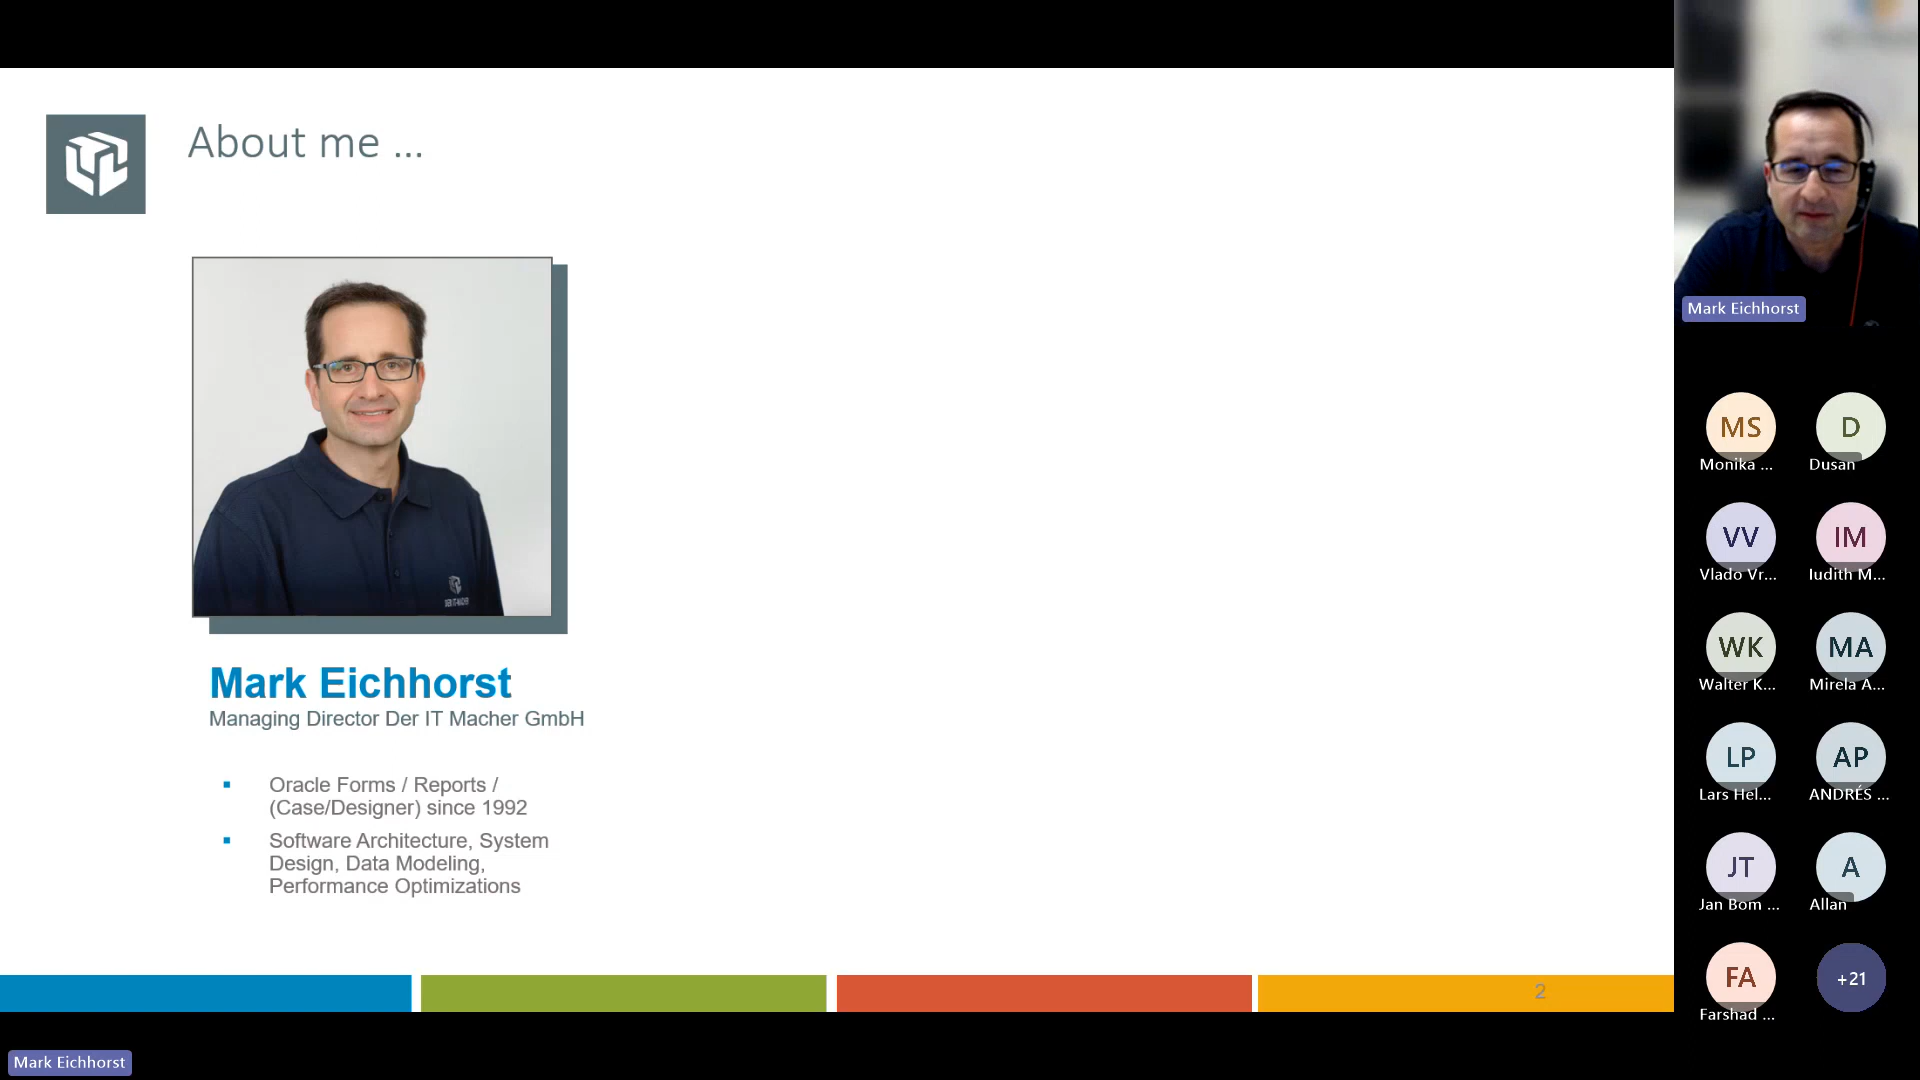 About me ...
Mark Eichhorst
Managing Director Der IT Macher GmbH
Oracle Forms / Reports /
(Case/Designer) since 1992
Software Architecture, System
Design, Data Modeling,
Performance Optimizations
2
Mark Eichhorst
Mark Eichhorst
MS
Monika ...
D
Dusan
VV
Vlado Vr...
IM
Iudith M...
WK
Walter K...
MA
Mirela A...
LP
Lars Hel...
AP
ANDRÉS ...
JT
Jan Bom ...
A
Allan
FA
Farshad ...
+21